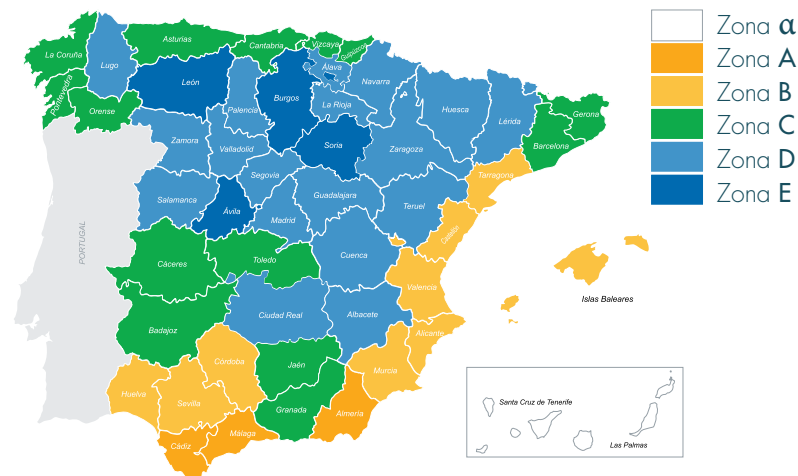 Zona α
Zona A
Zona B
Zona C
Zona D
Zona E
La Coruña
Lugo
Asturias
Cantabria
Vizcaya
Guipúzcoa
Álava
Navarra
Pontevedra
Orense
León
Palencia
Burgos
La Rioja
Huesca
Lérida
Gerona
Barcelona
Zamora
Valladolid
Soria
Zaragoza
Tarragona
Salamanca
Ávila
Segovia
Madrid
Guadalajara
Teruel
Castellón
PORTUGAL
Cáceres
Toledo
Cuenca
Valencia
Islas Baleares
Badajoz
Ciudad Real
Albacete
Alicante
Huelva
Sevilla
Córdoba
Jaén
Murcia
Granada
Almería
Cádiz
Málaga
Santa Cruz de Tenerife
Las Palmas